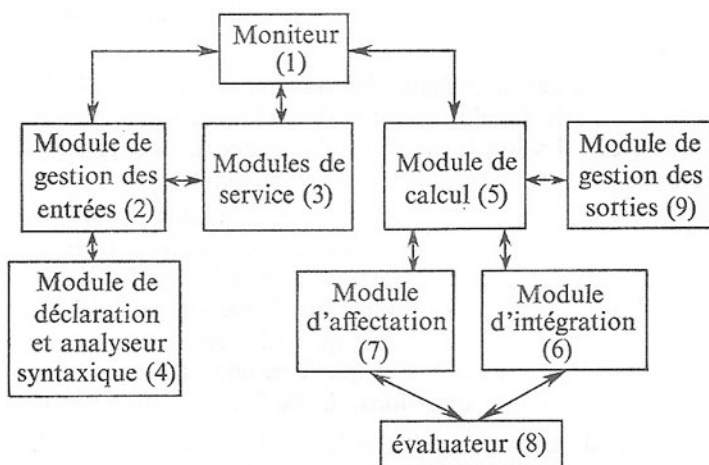 Moniteur
(1)
Module de
gestion des
entrées (2)
Modules de
service (3)
Module de
calcul (5)
Module de
gestion des
sorties (9)
Module de
déclaration
et analyseur
syntaxique (4)
Module
d'affectation
(7)
Module
d'intégration
(6)
évaluateur (8)